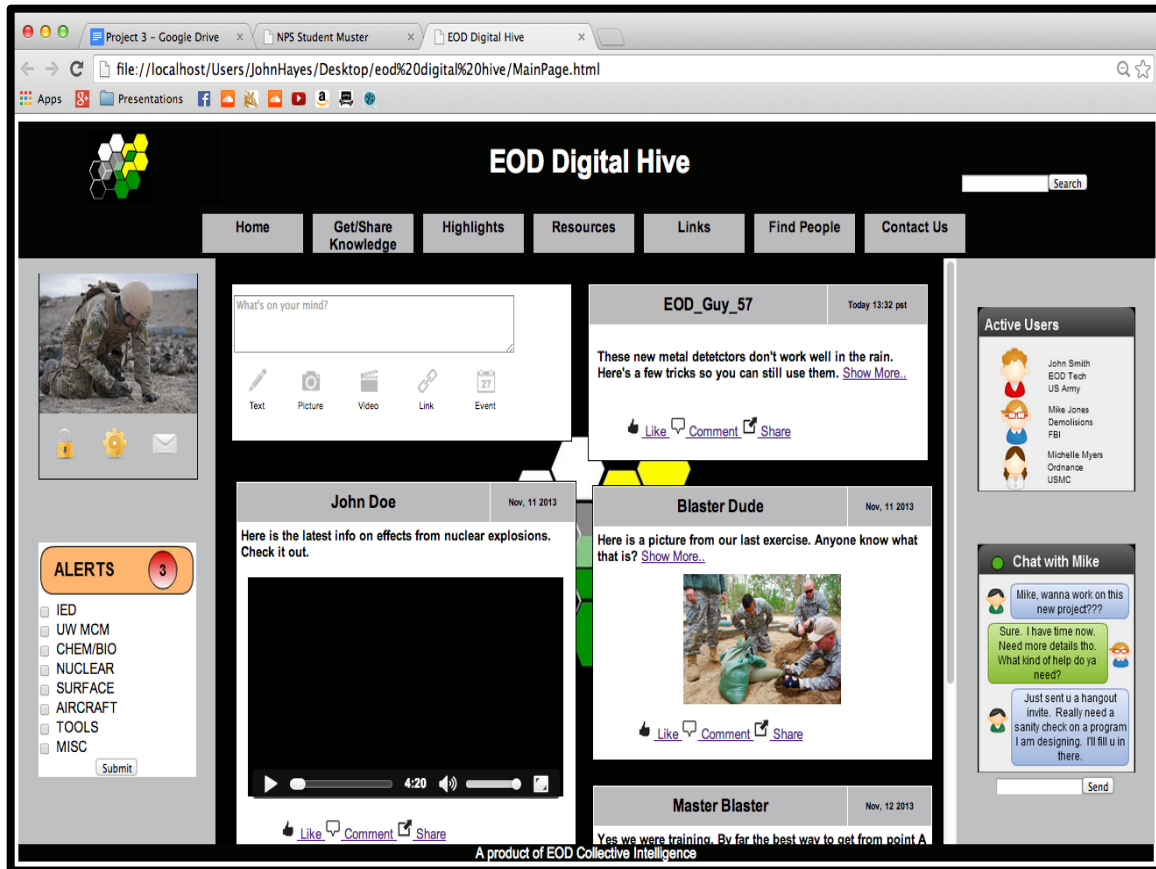 Project 3 – Google Drive
NPS Student Muster
EOD Digital Hive
file://localhost/Users/JohnHayes/Desktop/eod%20digital%20hive/MainPage.html
Apps
Presentations
EOD Digital Hive
Search
Home
Get/Share
Knowledge
Highlights
Resources
Links
Find People
Contact Us
ALERTS
3
IED
UW MCM
CHEM/BIO
NUCLEAR
SURFACE
AIRCRAFT
TOOLS
MISC
Submit
What's on your mind?
Text
Picture
Video
Link
27
Event
EOD_Guy_57
Today 13:32 pst
These new metal detetctors don't work well in the rain.
Here's a few tricks so you can still use them. Show More..
Like Comment Share
John Doe
Nov, 11 2013
Here is the latest info on effects from nuclear explosions.
Check it out.
4:20
Like Comment Share
Blaster Dude
Nov, 11 2013
Here is a picture from our last exercise. Anyone know what
that is? Show More..
Like Comment Share
Master Blaster
Nov, 12 2013
Yes we were training. By far the best way to get from point A
Active Users
John Smith
EOD Tech
US Army
Mike Jones
Demolisions
FBI
Michelle Myers
Ordnance
USMC
Chat with Mike
Mike, wanna work on this
new project???
Sure. I have time now.
Need more details tho.
What kind of help do ya
need?
Just sent u a hangout
invite. Really need a
sanity check on a program
I am designing. I'll fill u in
there.
Send
A product of EOD Collective Intelligence